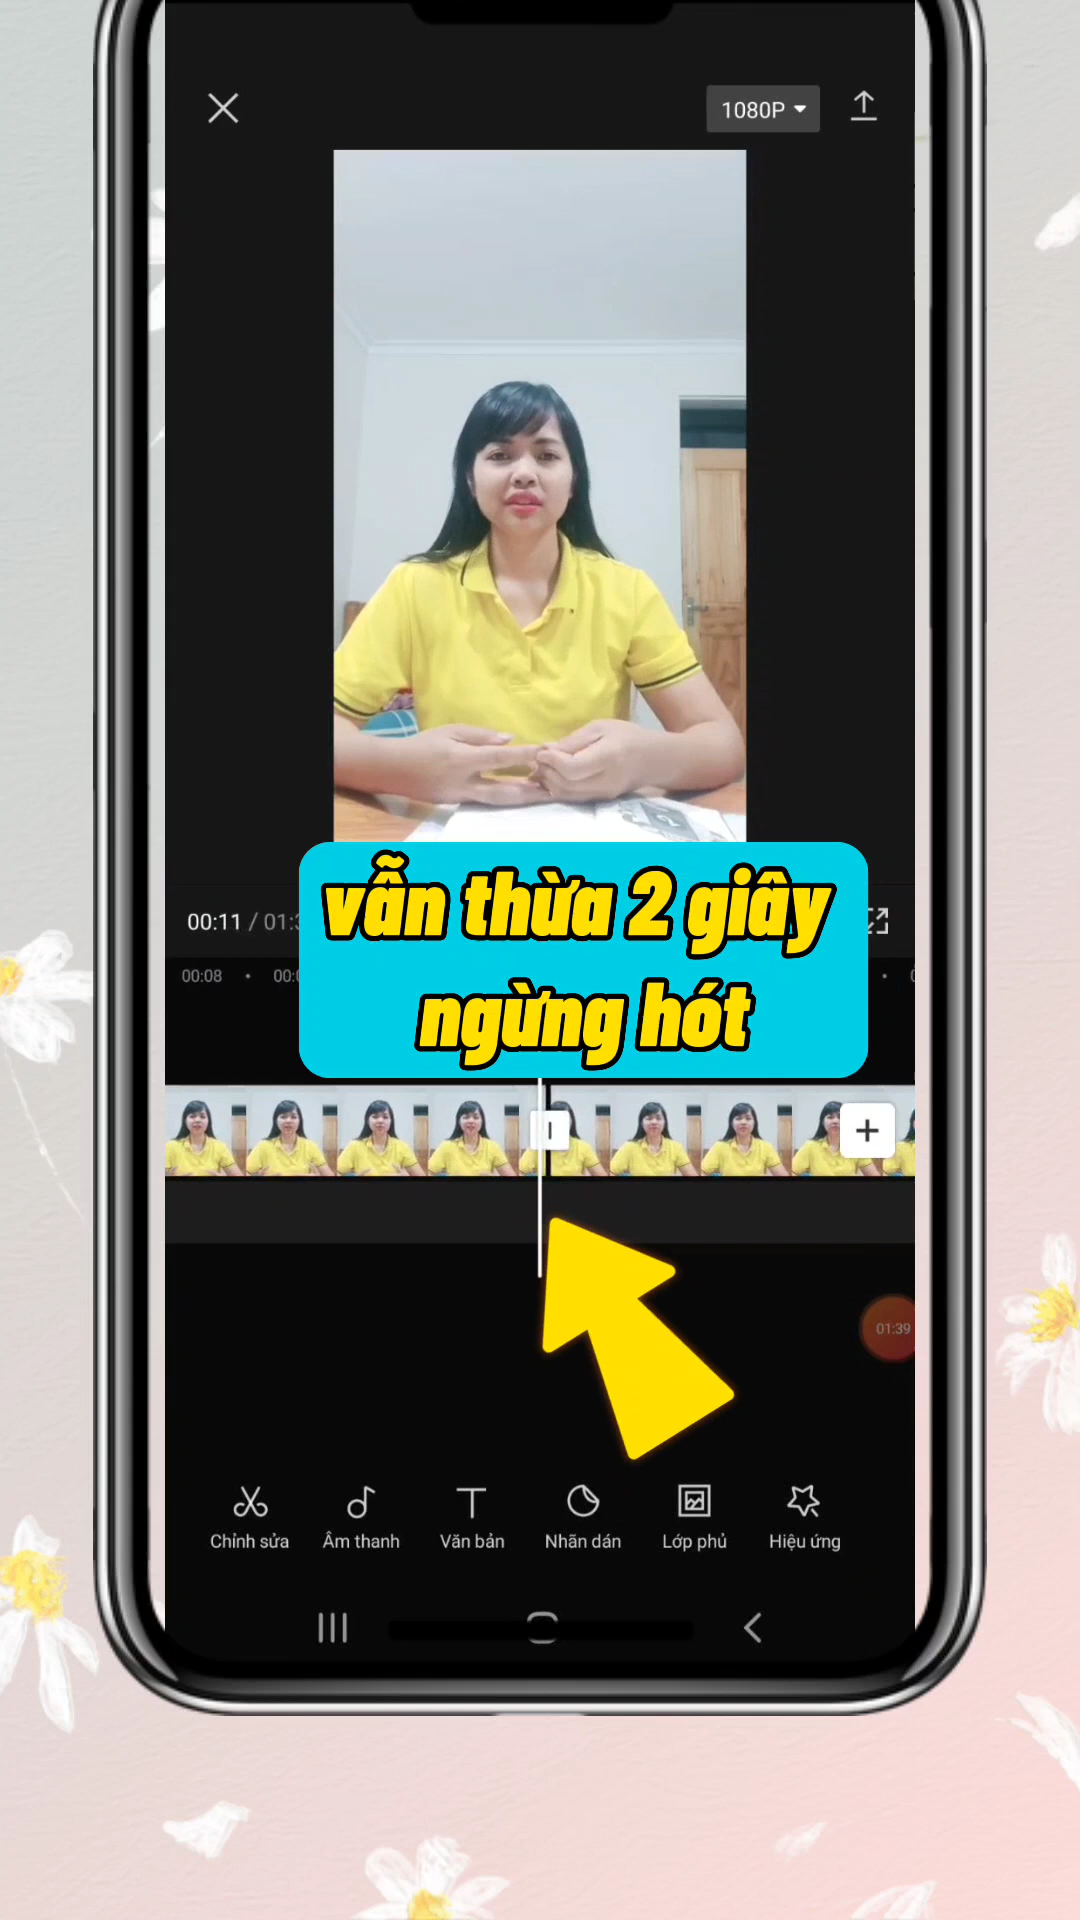 1080P
vẫn thừa 2 giây
ngừng hót
00:11 / 01:3
00:08
01:39
Chỉnh sửa
Âm thanh
Văn bản
Nhãn dán
Lớp phủ
Hiệu ứng